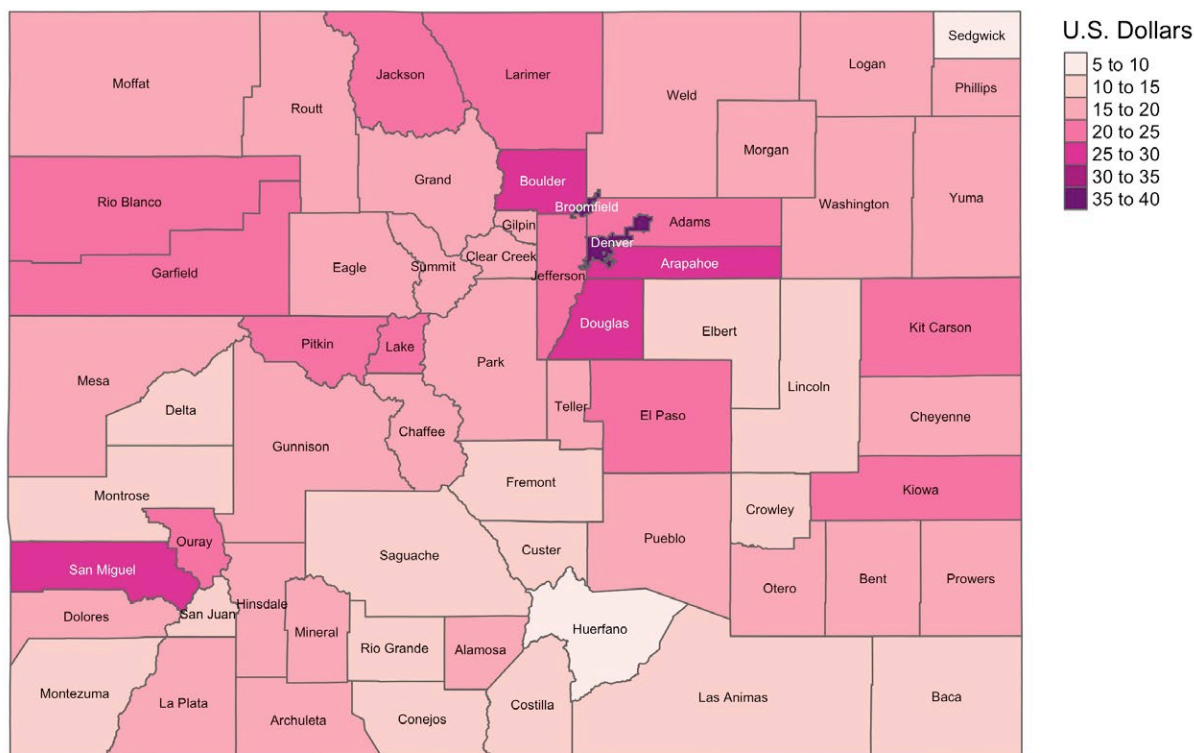 U.S. Dollars
5 to 10
10 to 15
15 to 20
20 to 25
25 to 30
30 to 35
35 to 40
Sedgwick
Moffat
Routt
Jackson
Larimer
Weld
Logan
Phillips
Morgan
Rio Blanco
Grand
Boulder
Broomfield
Gilpin
Adams
Washington
Yuma
Denver
Garfield
Eagle
Summit
Clear Creek
Jefferson
Arapahoe
Pitkin
Lake
Park
Douglas
Elbert
Kit Carson
Mesa
Delta
Gunnison
Chaffee
Teller
El Paso
Lincoln
Cheyenne
Montrose
Fremont
Crowley
Kiowa
Ouray
Saguache
Custer
Pueblo
San Miguel
Otero
Bent
Prowers
Dolores
San Juan
Hinsdale
Mineral
Rio Grande
Alamosa
Huerfano
Montezuma
La Plata
Archuleta
Conejos
Costilla
Las Animas
Baca